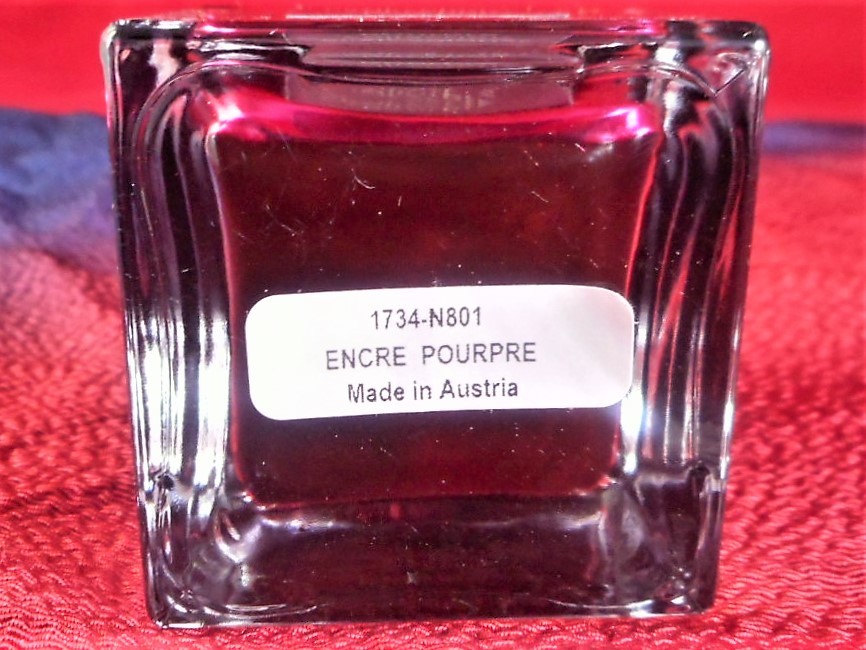 1734-N801
ENCRE POURPRE
Made in Austria